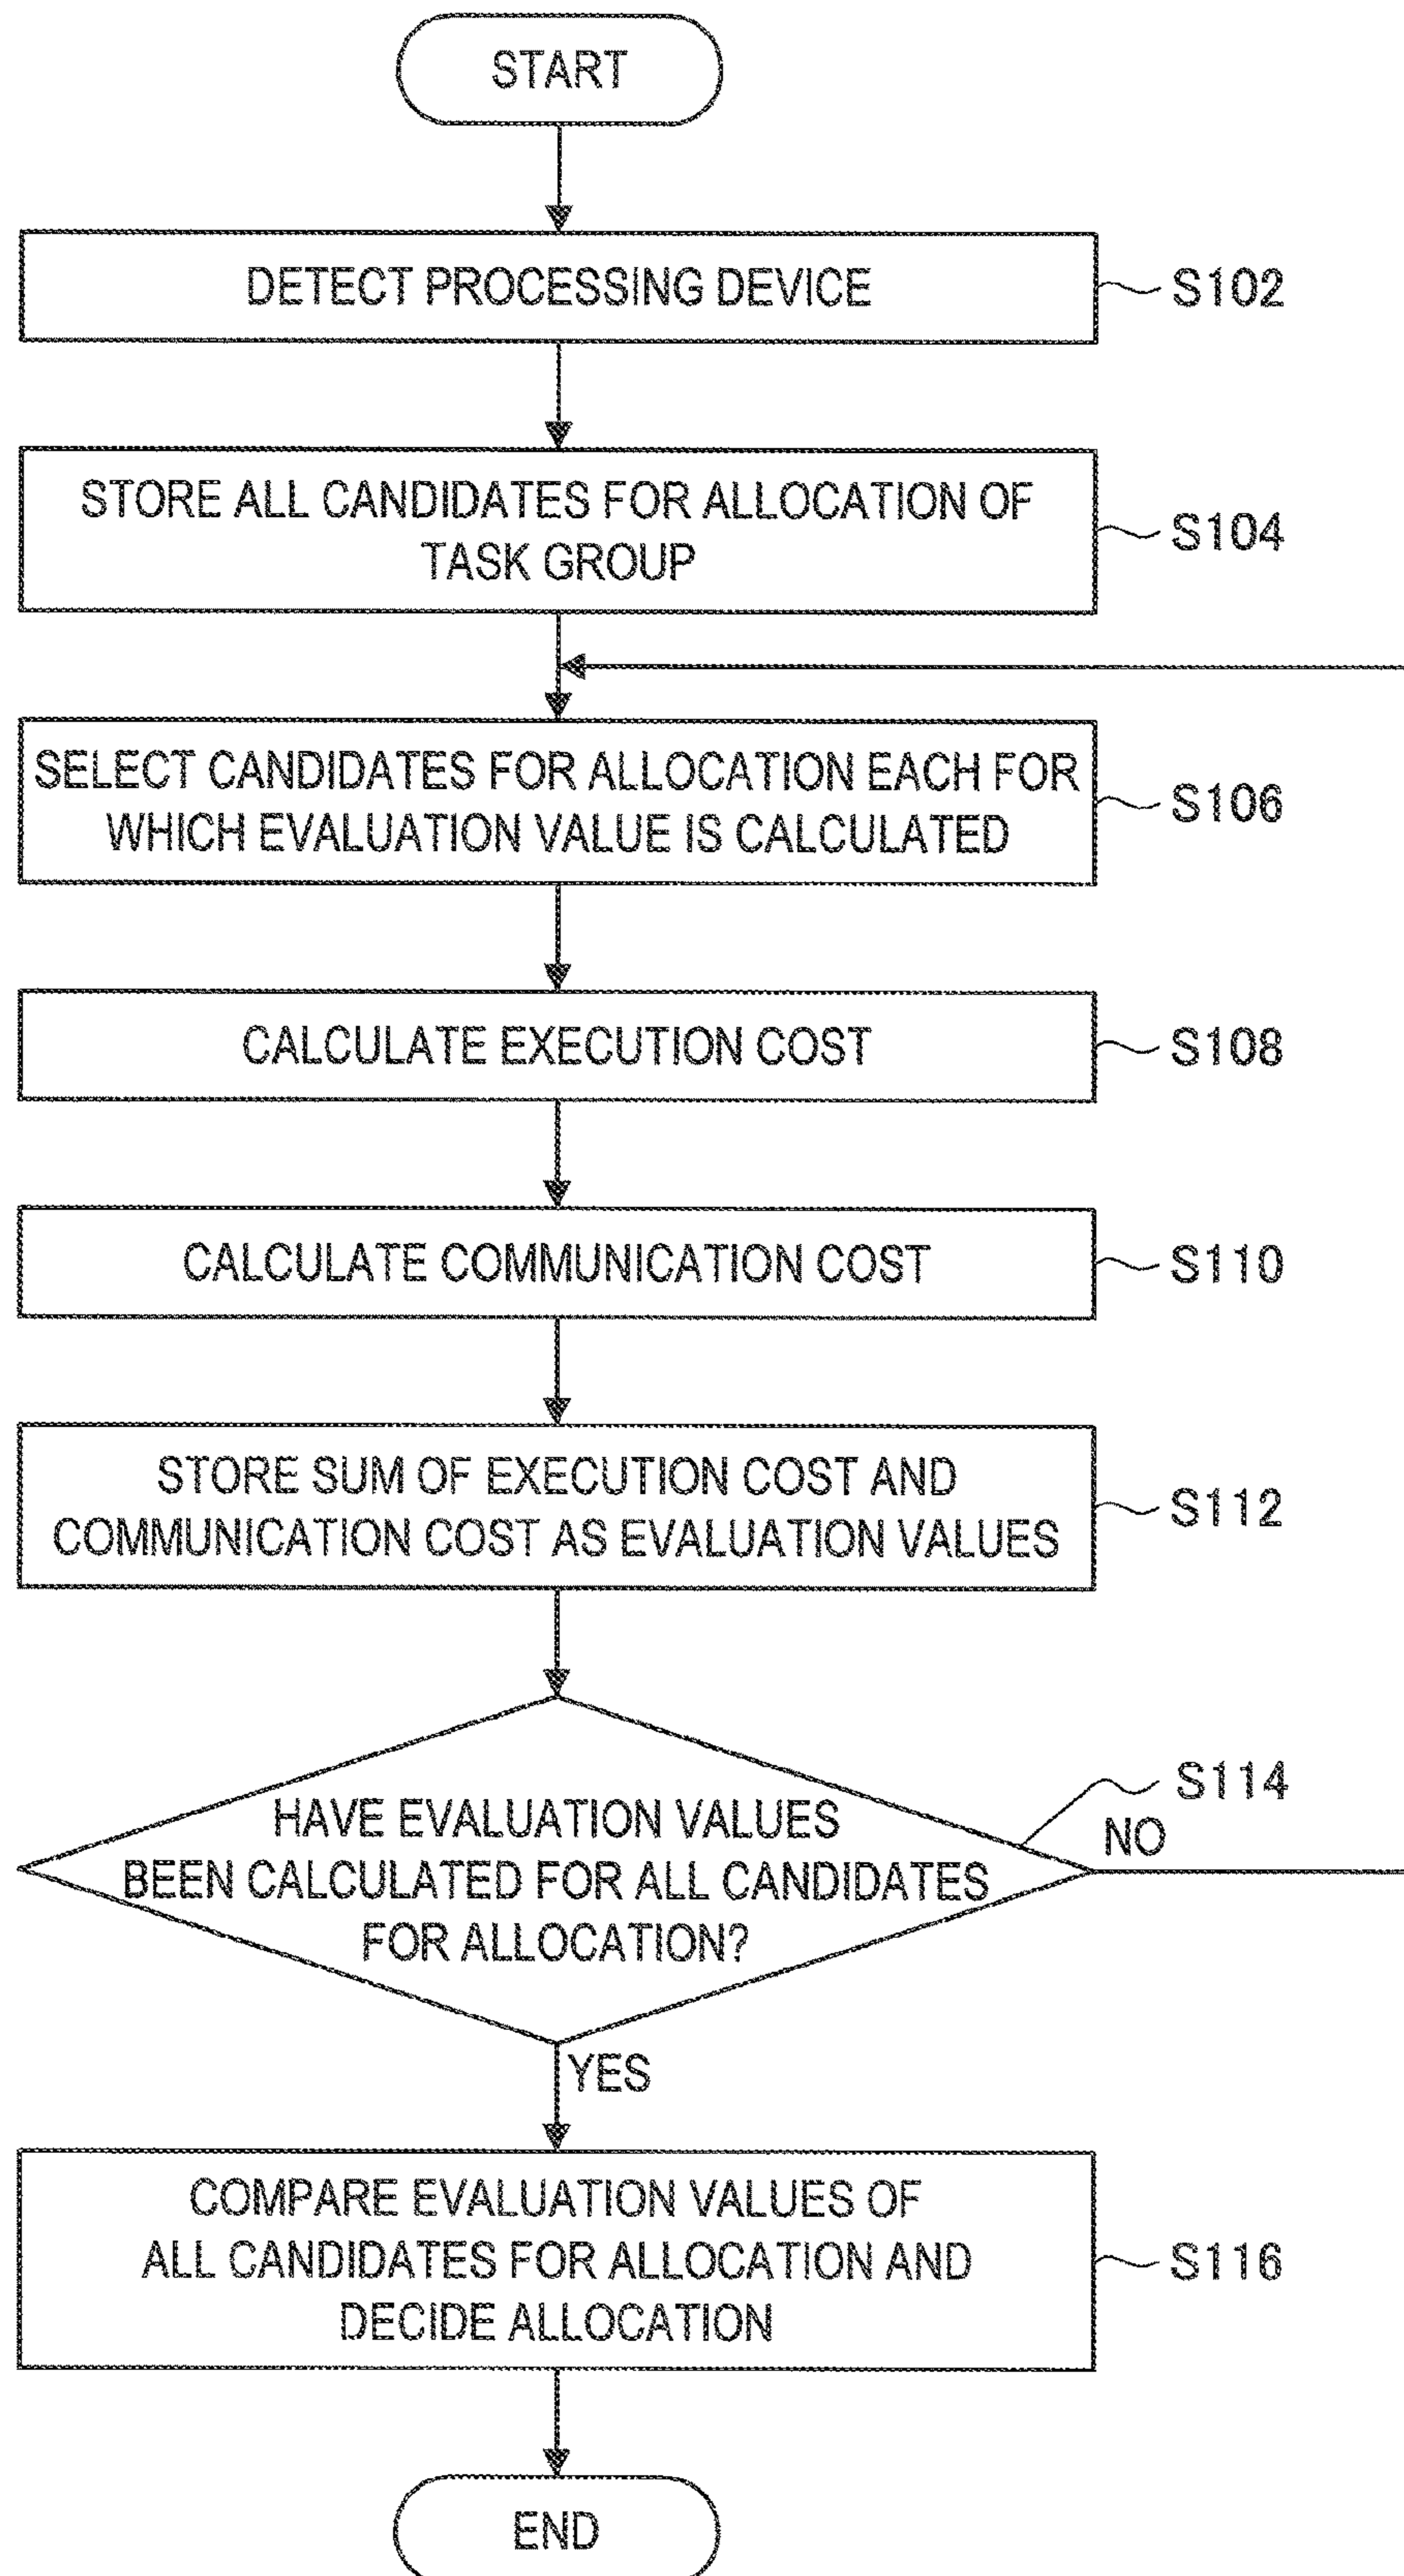 START
DETECT PROCESSING DEVICE
S102
STORE ALL CANDIDATES FOR ALLOCATION OF
TASK GROUP
S104
SELECT CANDIDATES FOR ALLOCATION EACH FOR
WHICH EVALUATION VALUE IS CALCULATED
S106
CALCULATE EXECUTION COST
S108
CALCULATE COMMUNICATION COST
S110
STORE SUM OF EXECUTION COST AND
COMMUNICATION COST AS EVALUATION VALUES
S112
HAVE EVALUATION VALUES
BEEN CALCULATED FOR ALL CANDIDATES
FOR ALLOCATION?
S114
NO
YES
COMPARE EVALUATION VALUES OF
ALL CANDIDATES FOR ALLOCATION AND
DECIDE ALLOCATION
S116
END